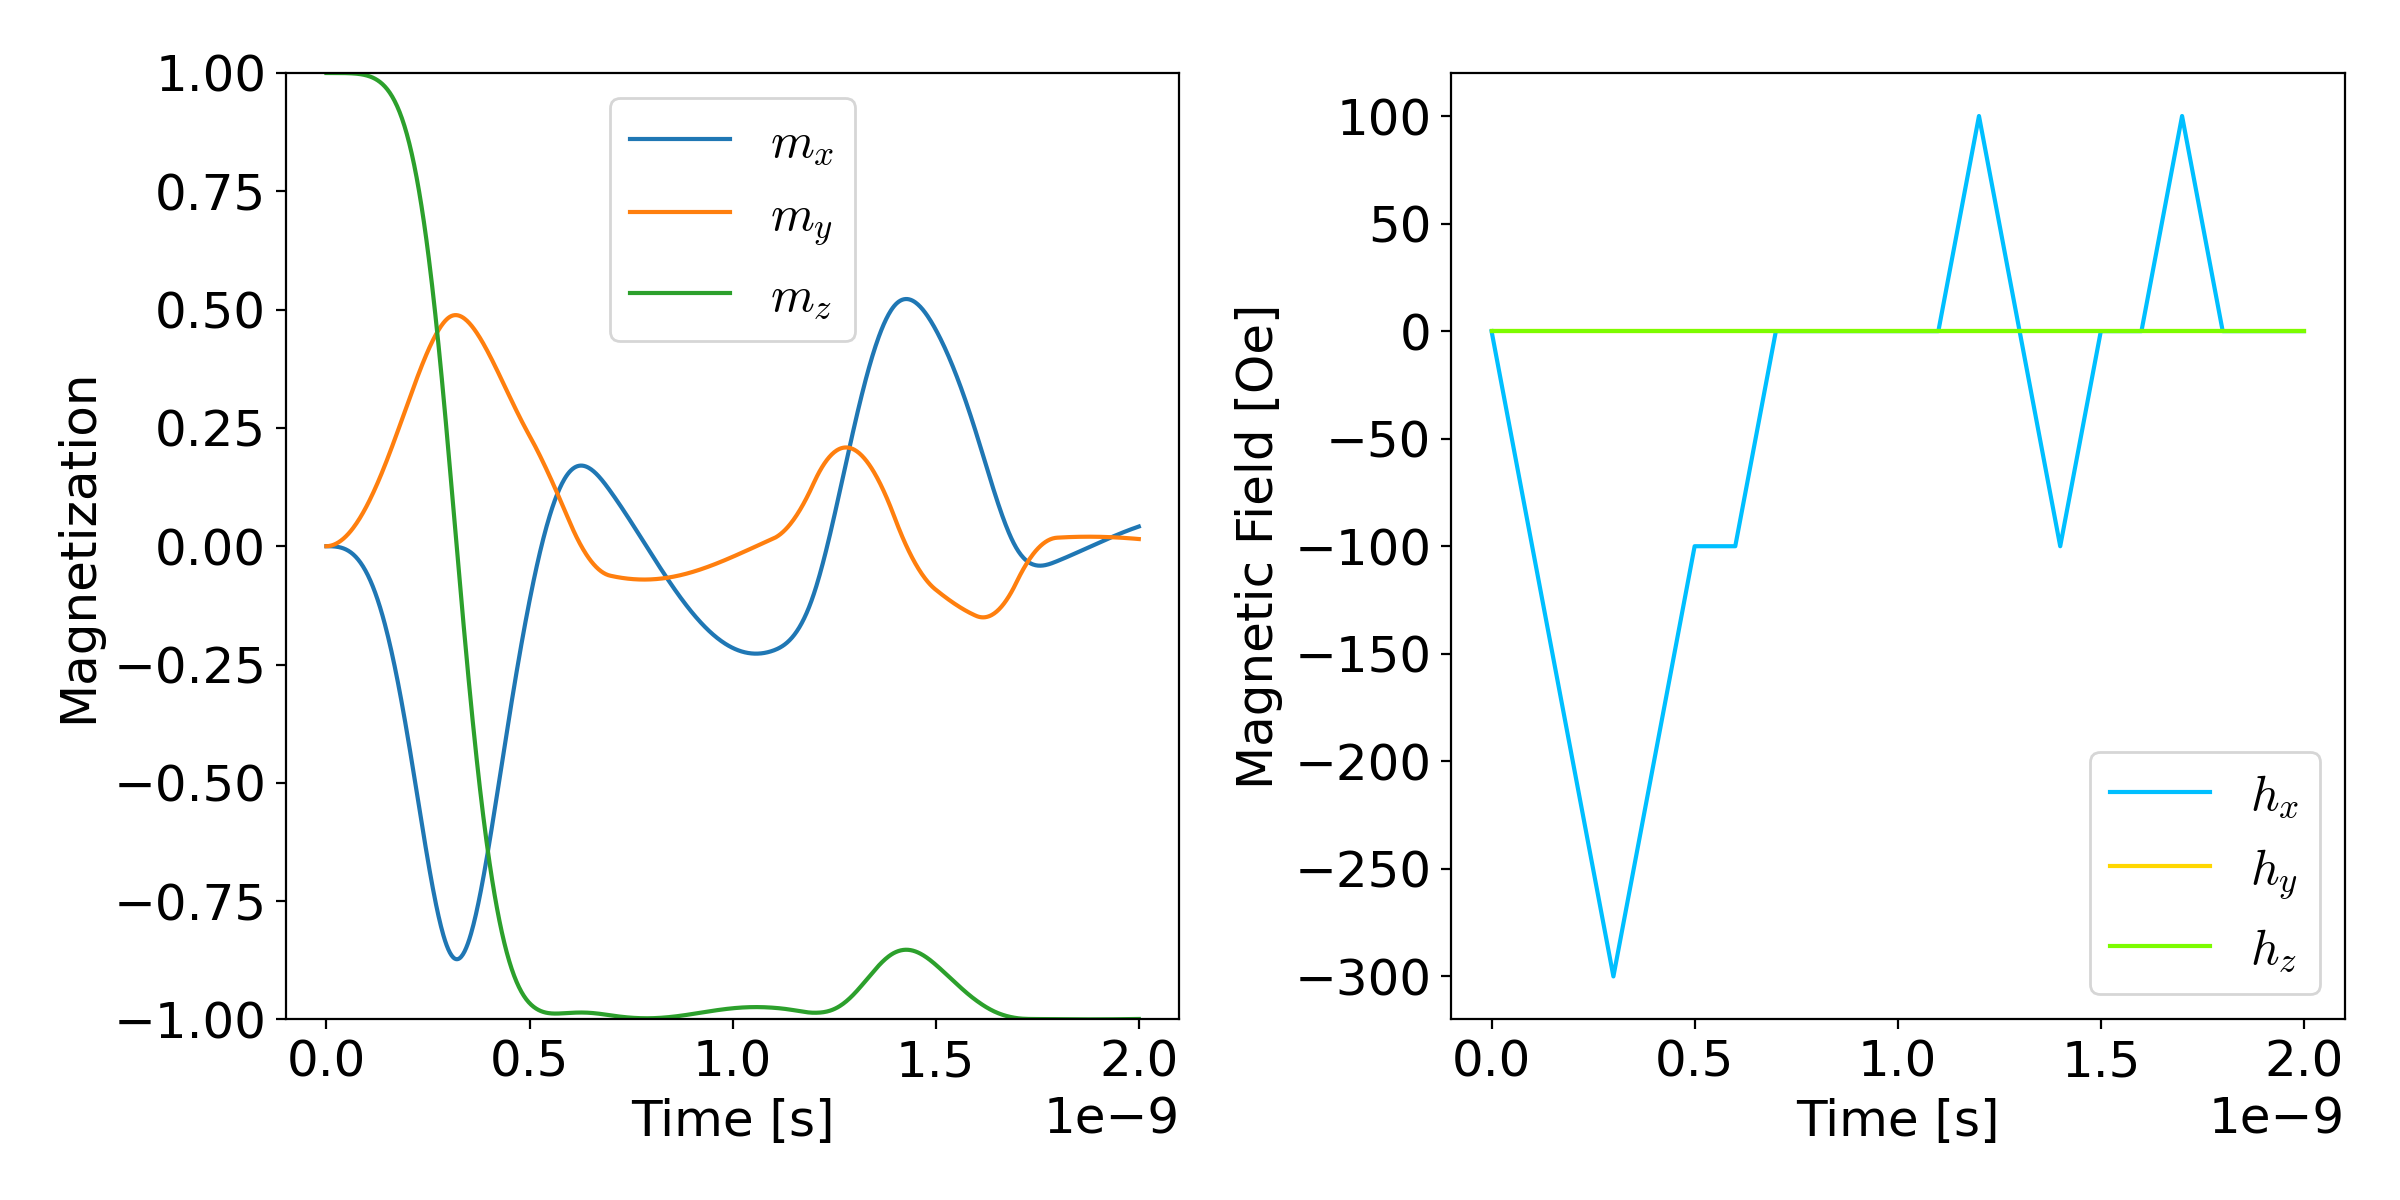 1.00
0.75
0.50
0.25
0.00
−0.25
−0.50
−0.75
−1.00
Magnetization
m_x
m_y
m_z
0.0 0.5 1.0 1.5 2.0
Time [s] 1e−9
100
50
0
−50
−100
−150
−200
−250
−300
Magnetic Field [Oe]
h_x
h_y
h_z
0.0 0.5 1.0 1.5 2.0
Time [s] 1e−9